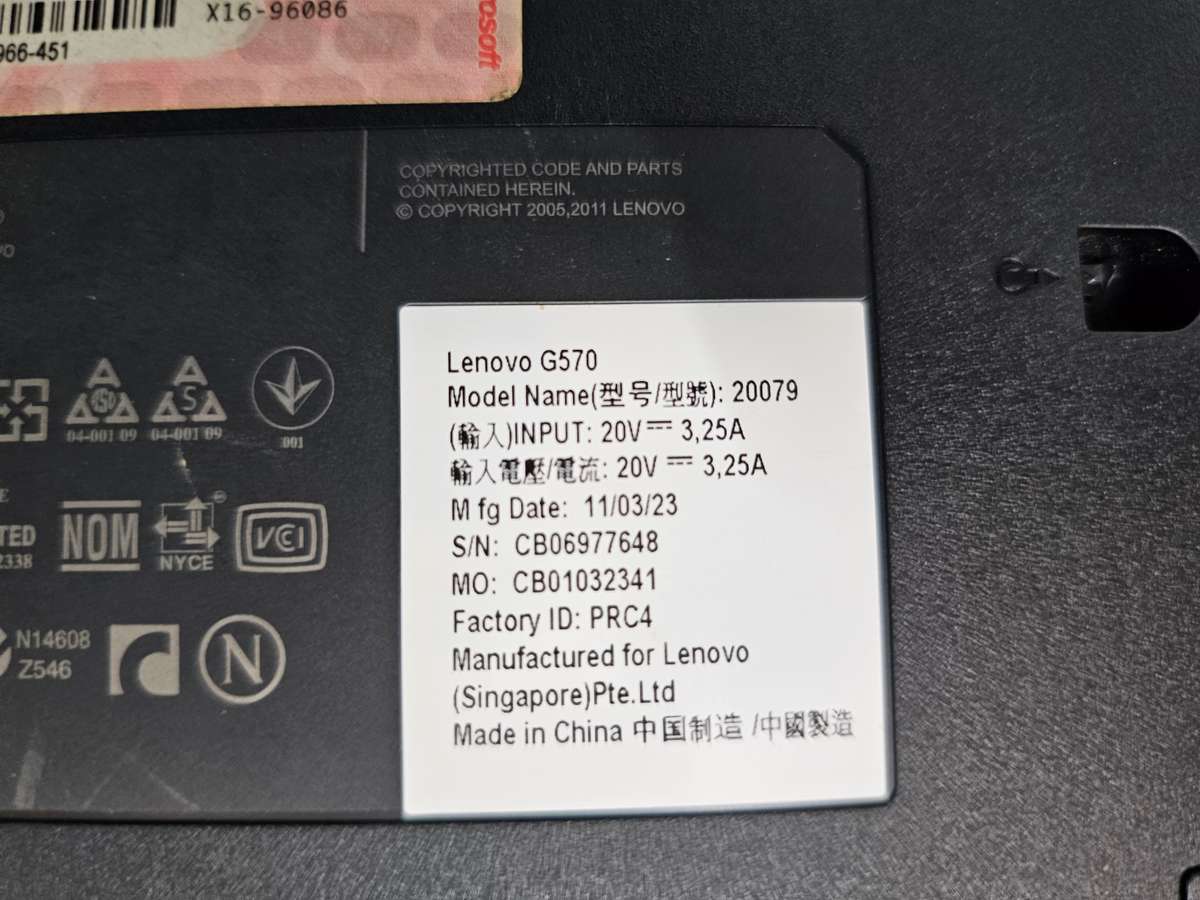 X16-96086
966-451
rosoft
COPYRIGHTED CODE AND PARTS
CONTAINED HEREIN.
© COPYRIGHT 2005,2011 LENOVO
Lenovo G570
Model Name(型号/型號): 20079
(輸入)INPUT: 20V⎓ 3,25A
輸入電壓/電流: 20V ⎓ 3,25A
M fg Date: 11/03/23
S/N: CB06977648
MO: CB01032341
Factory ID: PRC4
Manufactured for Lenovo
(Singapore)Pte.Ltd
Made in China 中国制造 /中國製造
04-001 09 04-001 09
001
TED
2338
NOM
NYCE
VCCI
N14608
Z546
N